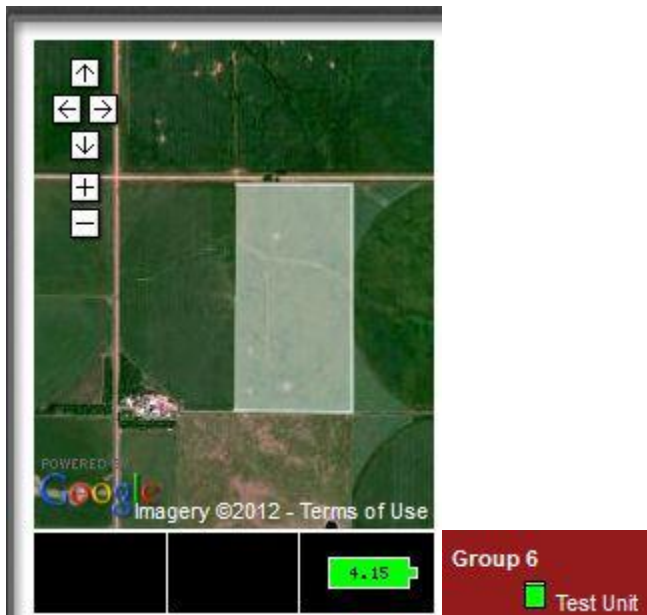 POWERED BY
Google
Imagery ©2012 - Terms of Use
4.15
Group 6
Test Unit